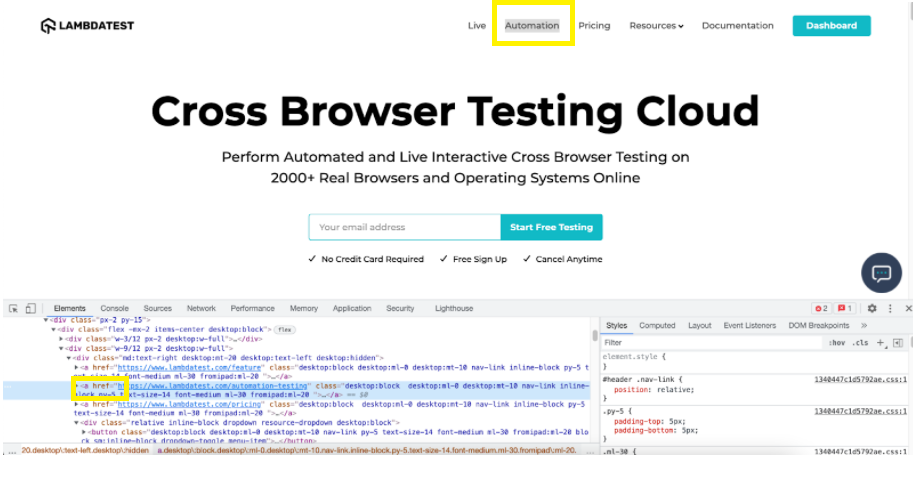 LAMBDATEST
Live Automation Pricing Resources Documentation Dashboard
Cross Browser Testing Cloud
Perform Automated and Live Interactive Cross Browser Testing on
2000+ Real Browsers and Operating Systems Online
Your email address Start Free Testing
✓ No Credit Card Required ✓ Free Sign Up ✓ Cancel Anytime
Elements Console Sources Network Performance Memory Application Security Lighthouse 2 1
<div class="px-2 py-15">
<div class="flex -mx-2 items-center desktop:block"> flex
<div class="w-3/12 px-2 desktop:w-full">…</div>
<div class="w-9/12 px-2 desktop:w-full">
<div class="md:text-right desktop:mt-20 desktop:text-left desktop:hidden">
<a href="https://www.lambdatest.com/feature" class="desktop:block desktop:ml-0 desktop:mt-10 nav-link inline-block py-5 t
ext-size-14 font-medium ml-30 fromipad:ml-20 ">…</a>
<a href="https://www.lambdatest.com/automation-testing" class="desktop:block desktop:ml-0 desktop:mt-10 nav-link inline-
block py-5 text-size-14 font-medium ml-30 fromipad:ml-20 ">…</a> == $0
<a href="https://www.lambdatest.com/pricing" class="desktop:block desktop:ml-0 desktop:mt-10 nav-link inline-block py-5
text-size-14 font-medium ml-30 fromipad:ml-20 ">…</a>
<div class="relative inline-block dropdown resource-dropdown desktop:block">
<button class="desktop:block desktop:ml-0 desktop:mt-10 nav-link py-5 text-size-14 font-medium ml-30 fromipad:ml-20 blo
ck sm:inline-block dropdown-toggle menu-item">…</button>
… 20.desktop\:text-left.desktop\:hidden a.desktop\:block.desktop\:ml-0.desktop\:mt-10.nav-link.inline-block.py-5.text-size-14.font-medium.ml-30.fromipad\:ml-20. …
Styles Computed Layout Event Listeners DOM Breakpoints »
Filter :hov .cls +
element.style {
}
#header .nav-link { 1340447c1d5792ae.css:1
position: relative;
}
.py-5 { 1340447c1d5792ae.css:1
padding-top: 5px;
padding-bottom: 5px;
}
.ml-30 { 1340447c1d5792ae.css:1